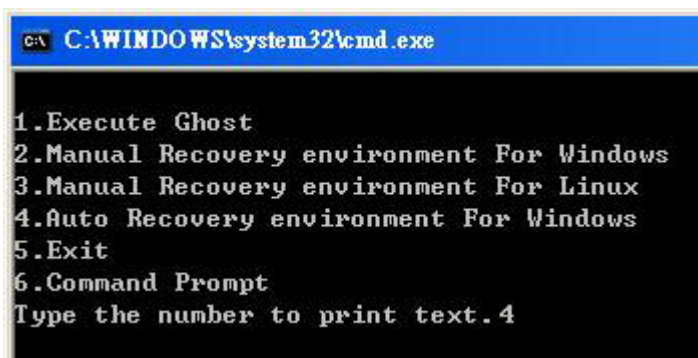 C:\WINDOWS\system32\cmd.exe
1.Execute Ghost
2.Manual Recovery environment For Windows
3.Manual Recovery environment For Linux
4.Auto Recovery environment For Windows
5.Exit
6.Command Prompt
Type the number to print text.4